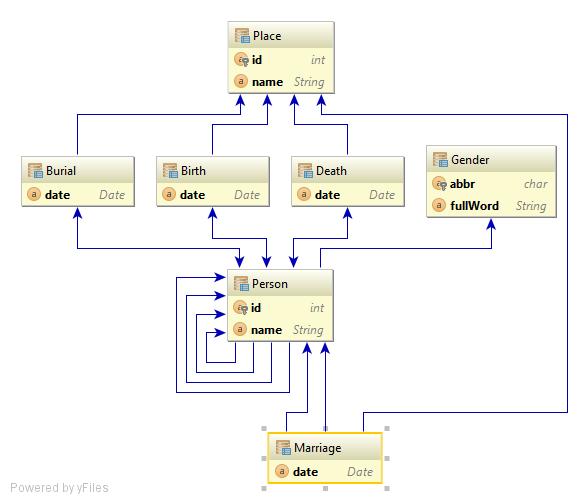 Place
id int
name String
Burial
date Date
Birth
date Date
Death
date Date
Gender
abbr char
fullWord String
Person
id int
name String
Marriage
date Date
Powered by yFiles